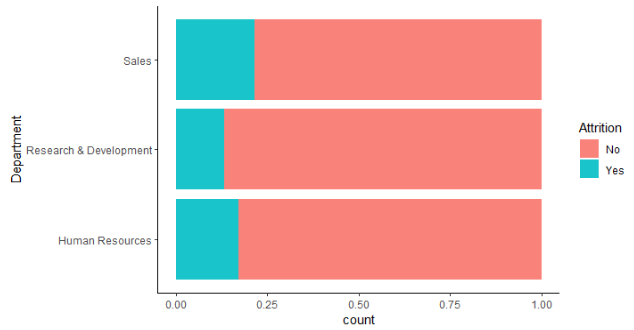 Sales
Research & Development
Human Resources
Department
0.00 0.25 0.50 0.75 1.00
count
Attrition
No
Yes